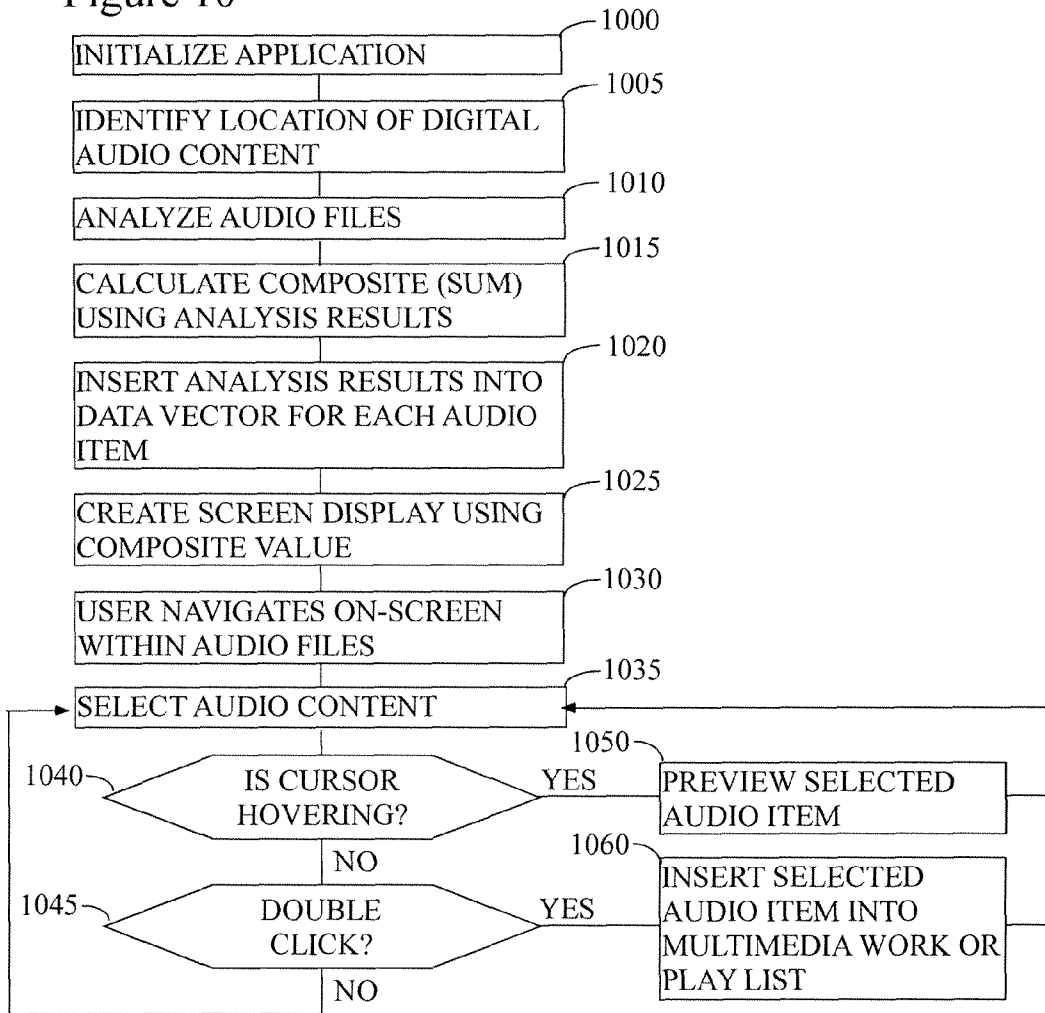 Figure 10
1000
INITIALIZE APPLICATION
1005
IDENTIFY LOCATION OF DIGITAL
AUDIO CONTENT
1010
ANALYZE AUDIO FILES
1015
CALCULATE COMPOSITE (SUM)
USING ANALYSIS RESULTS
1020
INSERT ANALYSIS RESULTS INTO
DATA VECTOR FOR EACH AUDIO
ITEM
1025
CREATE SCREEN DISPLAY USING
COMPOSITE VALUE
1030
USER NAVIGATES ON-SCREEN
WITHIN AUDIO FILES
1035
SELECT AUDIO CONTENT
1040
IS CURSOR
HOVERING?
YES
1050
PREVIEW SELECTED
AUDIO ITEM
NO
1045
DOUBLE
CLICK?
YES
1060
INSERT SELECTED
AUDIO ITEM INTO
MULTIMEDIA WORK OR
PLAY LIST
NO